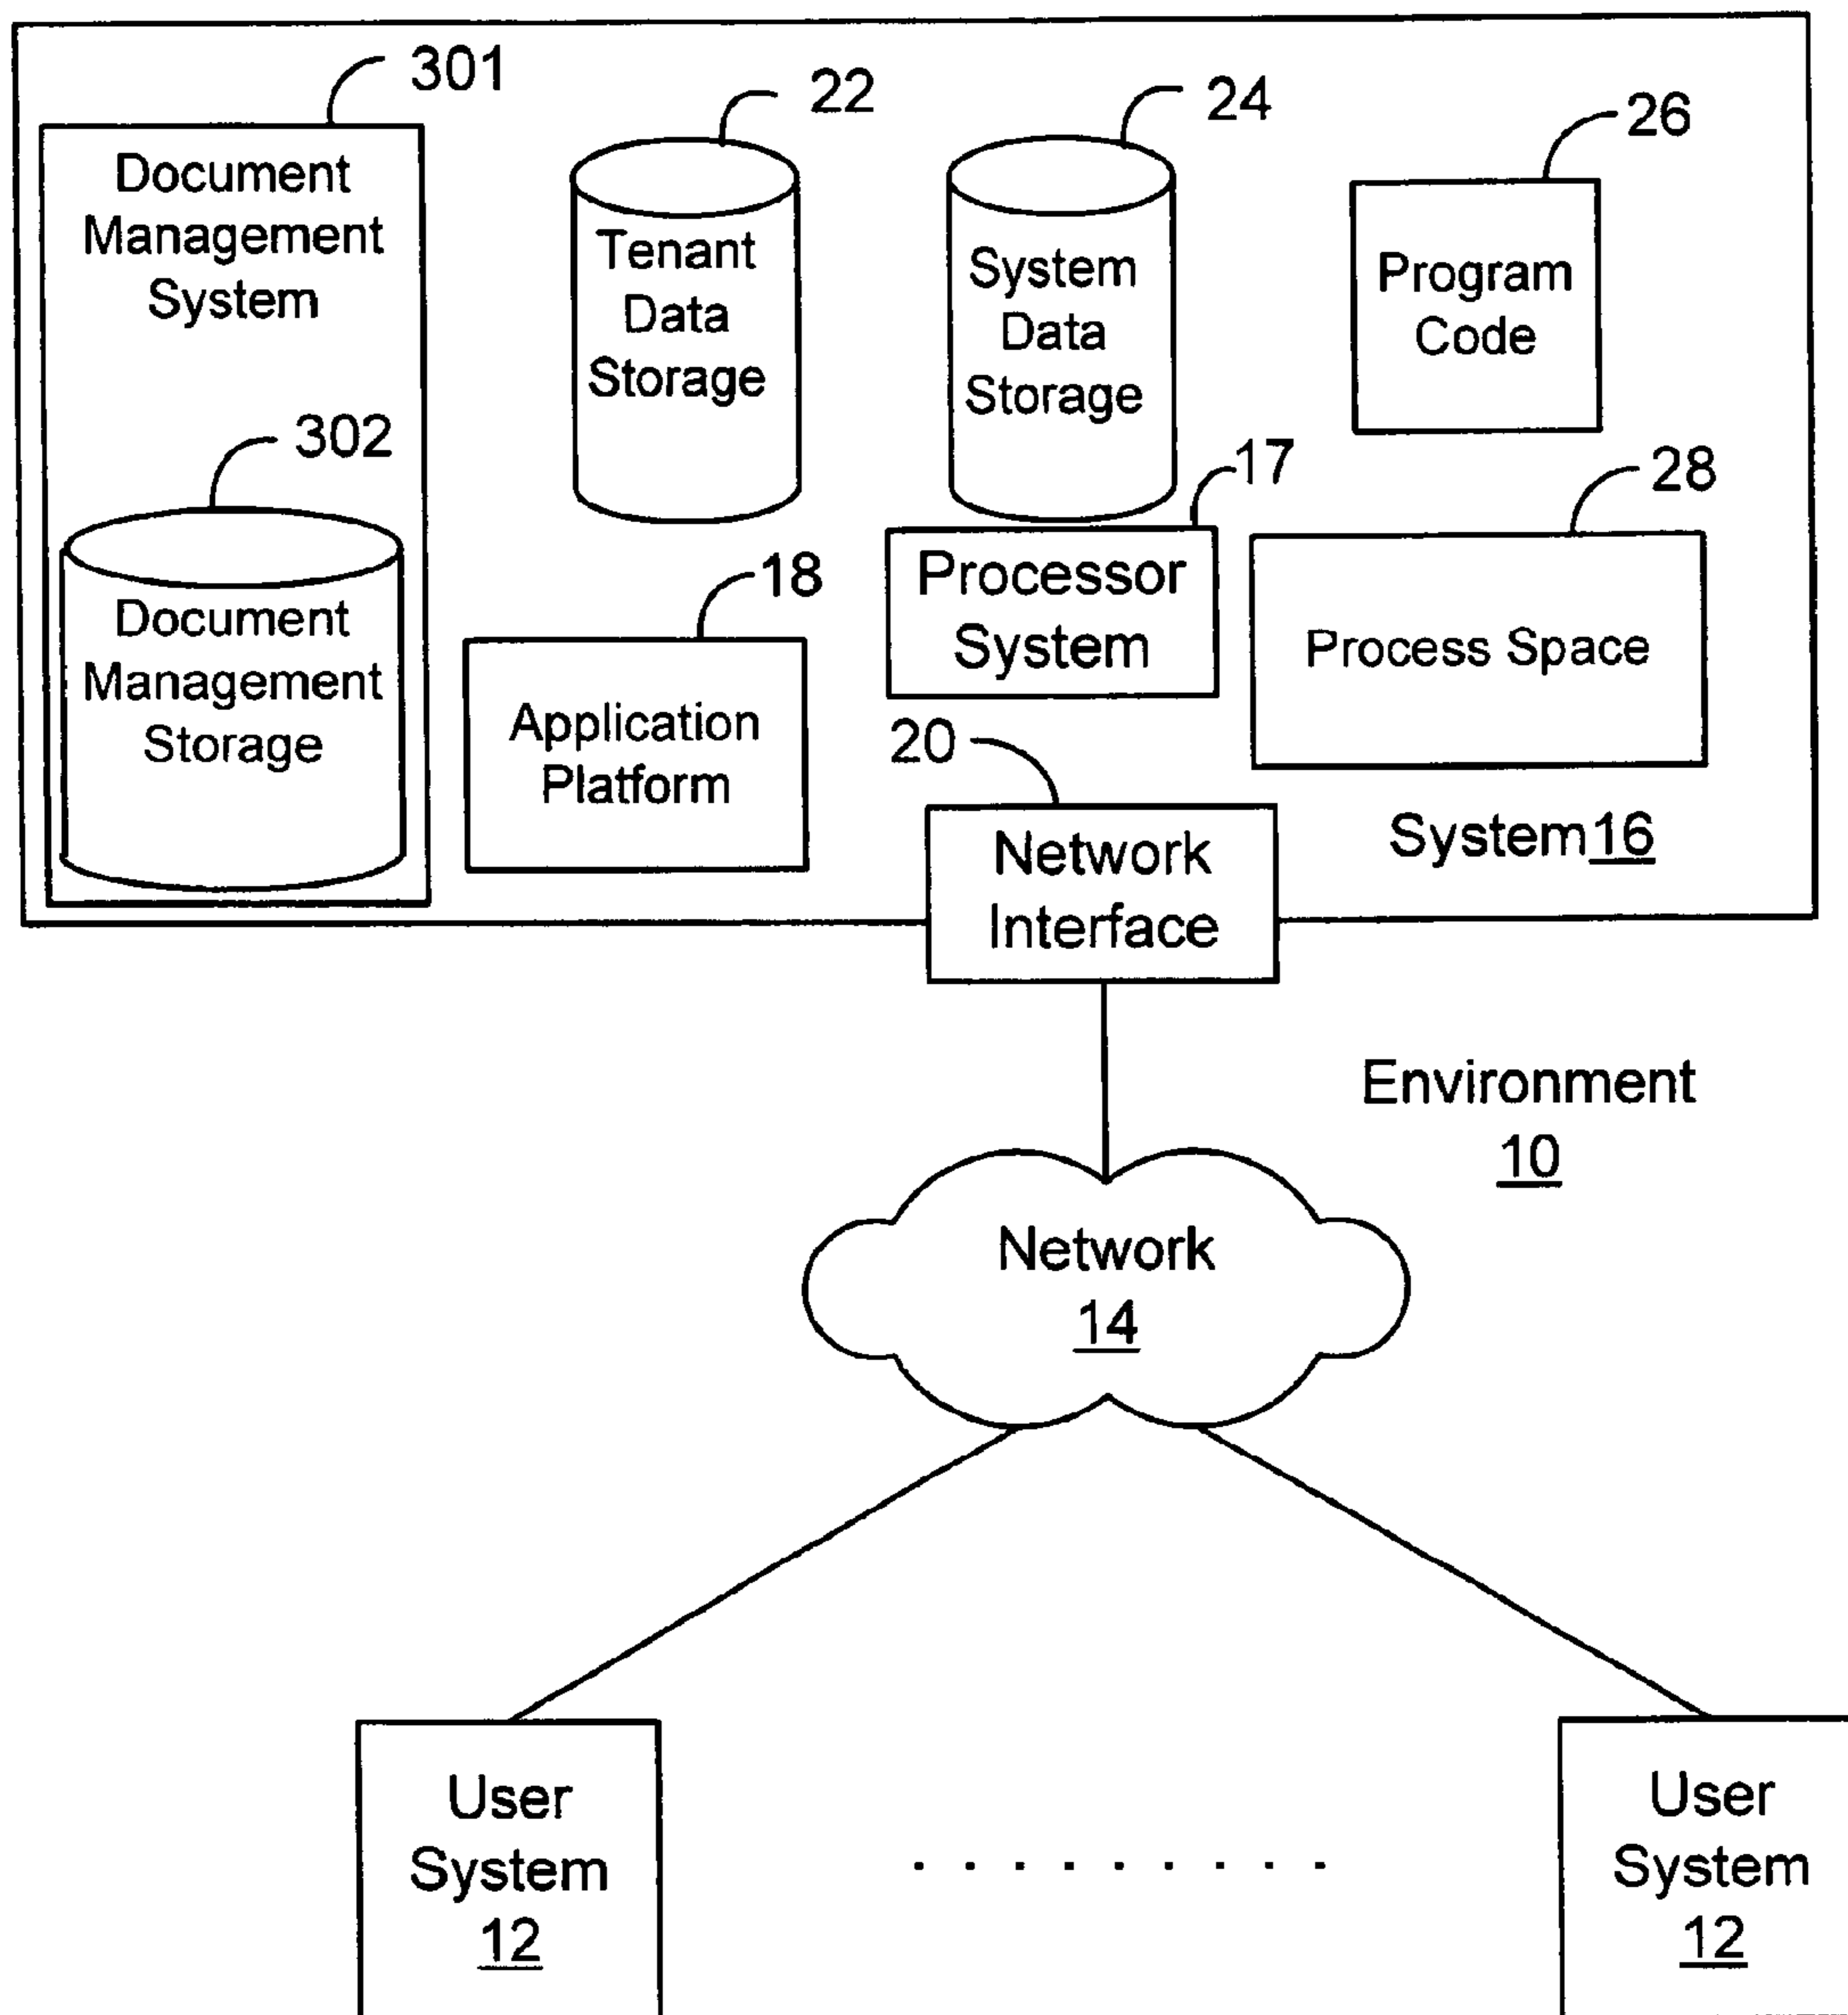 301
Document
Management
System
302
Document
Management
Storage
22
Tenant
Data
Storage
24
System
Data
Storage
26
Program
Code
17
Processor
System
28
Process Space
18
Application
Platform
20
Network
Interface
System 16
Environment
10
Network
14
User
System
12
. . . . . . . . .
User
System
12